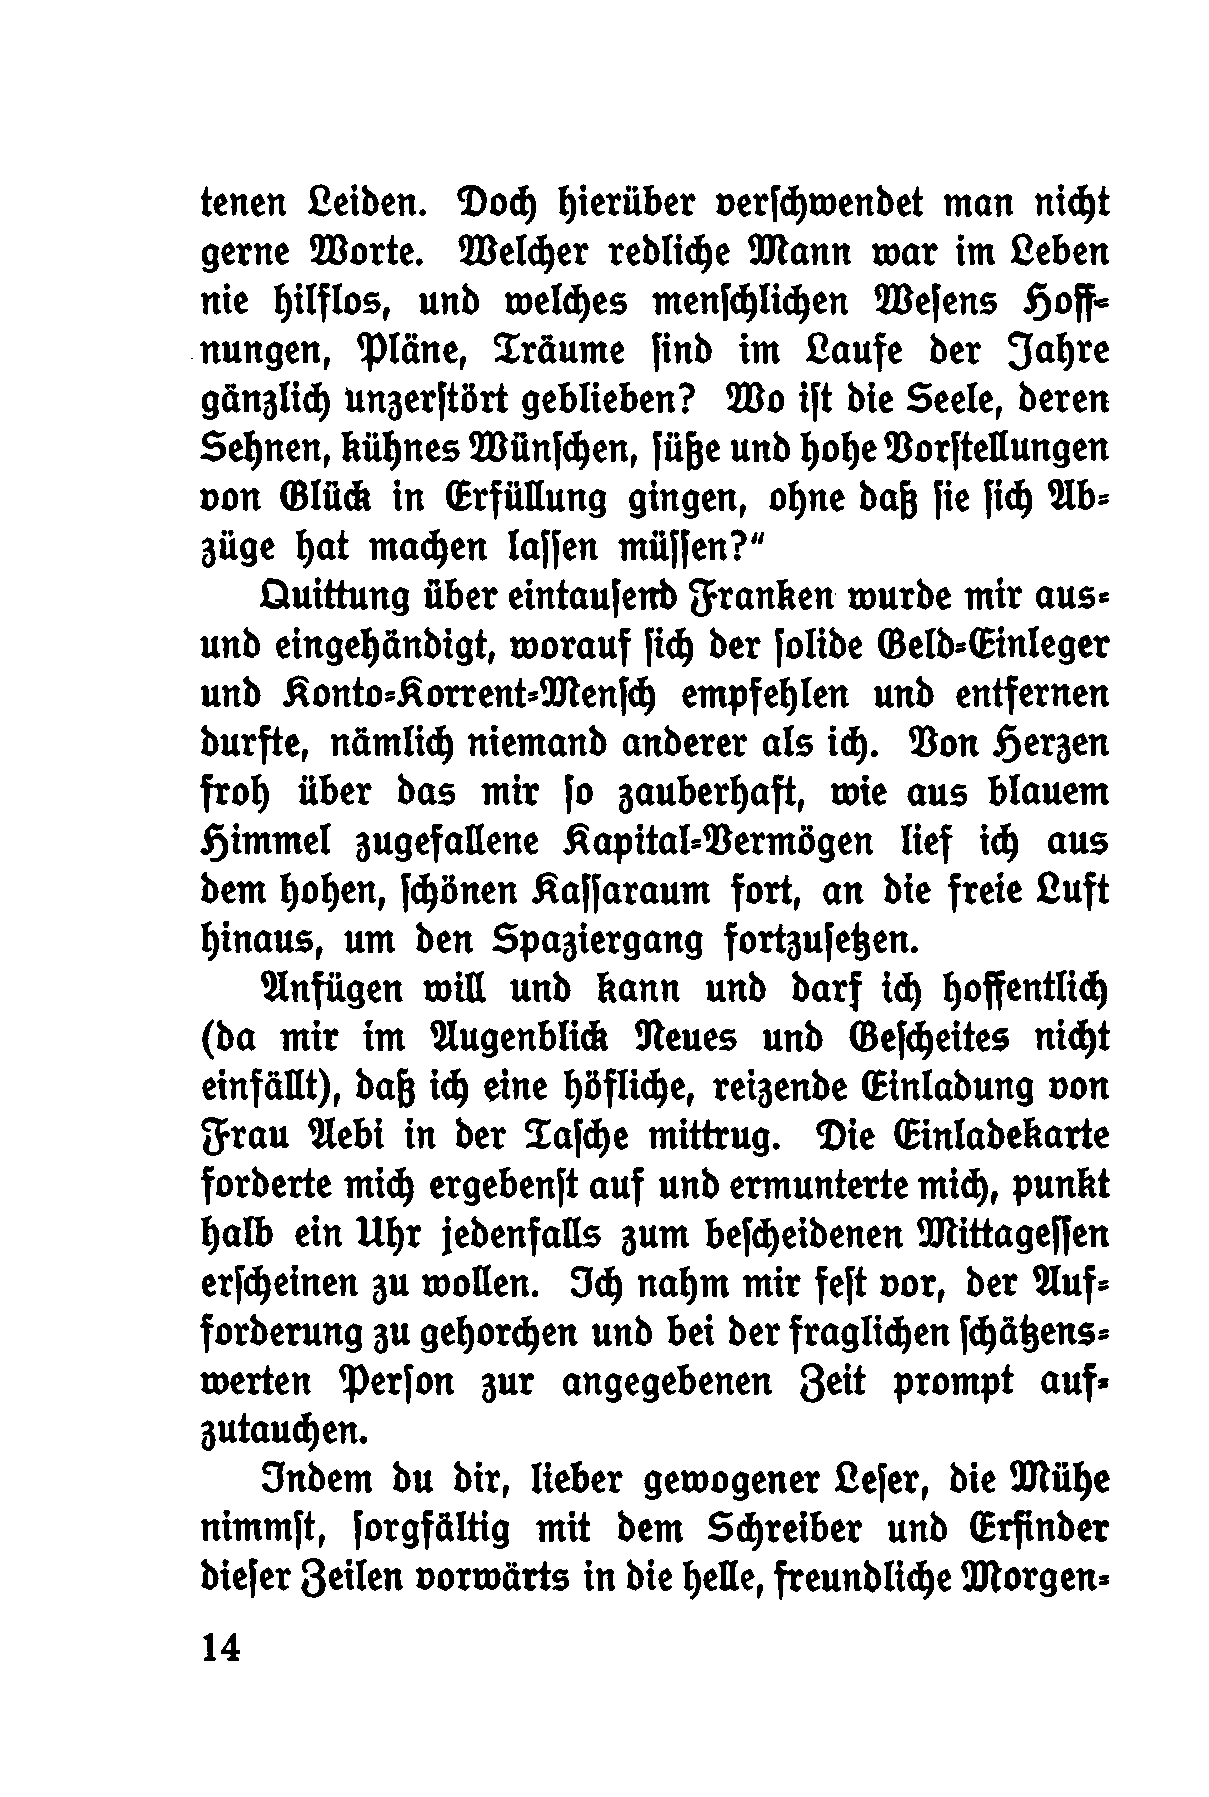 tenen Leiden. Doch hierüber verschwendet man nicht
gerne Worte. Welcher redliche Mann war im Leben
nie hilflos, und welches menschlichen Wesens Hoff-
nungen, Pläne, Träume sind im Laufe der Jahre
gänzlich unzerstört geblieben? Wo ist die Seele, deren
Sehnen, kühnes Wünschen, süße und hohe Vorstellungen
von Glück in Erfüllung gingen, ohne daß sie sich Ab-
züge hat machen lassen müssen?“
Quittung über eintausend Franken wurde mir aus-
und eingehändigt, worauf sich der solide Geld-Einleger
und Konto-Korrent-Mensch empfehlen und entfernen
durfte, nämlich niemand anderer als ich. Von Herzen
froh über das mir so zauberhaft, wie aus blauem
Himmel zugefallene Kapital-Vermögen lief ich aus
dem hohen, schönen Kassaraum fort, an die freie Luft
hinaus, um den Spaziergang fortzusetzen.
Anfügen will und kann und darf ich hoffentlich
(da mir im Augenblick Neues und Gescheites nicht
einfällt), daß ich eine höfliche, reizende Einladung von
Frau Aebi in der Tasche mittrug. Die Einladekarte
forderte mich ergebenst auf und ermunterte mich, punkt
halb ein Uhr jedenfalls zum bescheidenen Mittagessen
erscheinen zu wollen. Ich nahm mir fest vor, der Auf-
forderung zu gehorchen und bei der fraglichen schätzens-
werten Person zur angegebenen Zeit prompt auf-
zutauchen.
Indem du dir, lieber gewogener Leser, die Mühe
nimmst, sorgfältig mit dem Schreiber und Erfinder
dieser Zeilen vorwärts in die helle, freundliche Morgen-
14